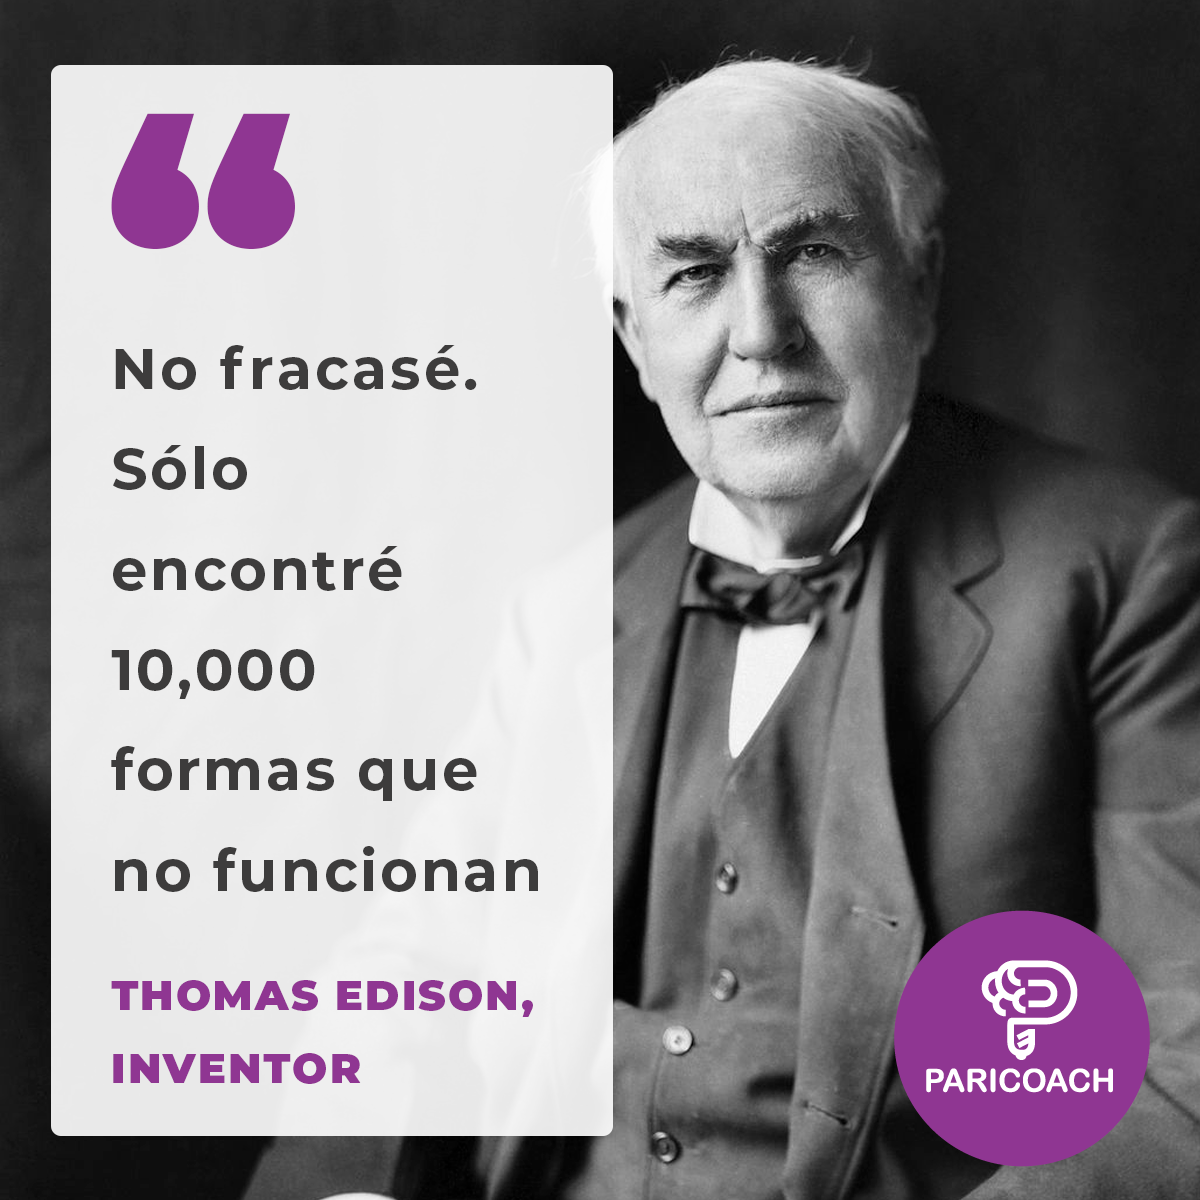 “
No fracasé.
Sólo
encontré
10,000
formas que
no funcionan
THOMAS EDISON,
INVENTOR
PARICOACH